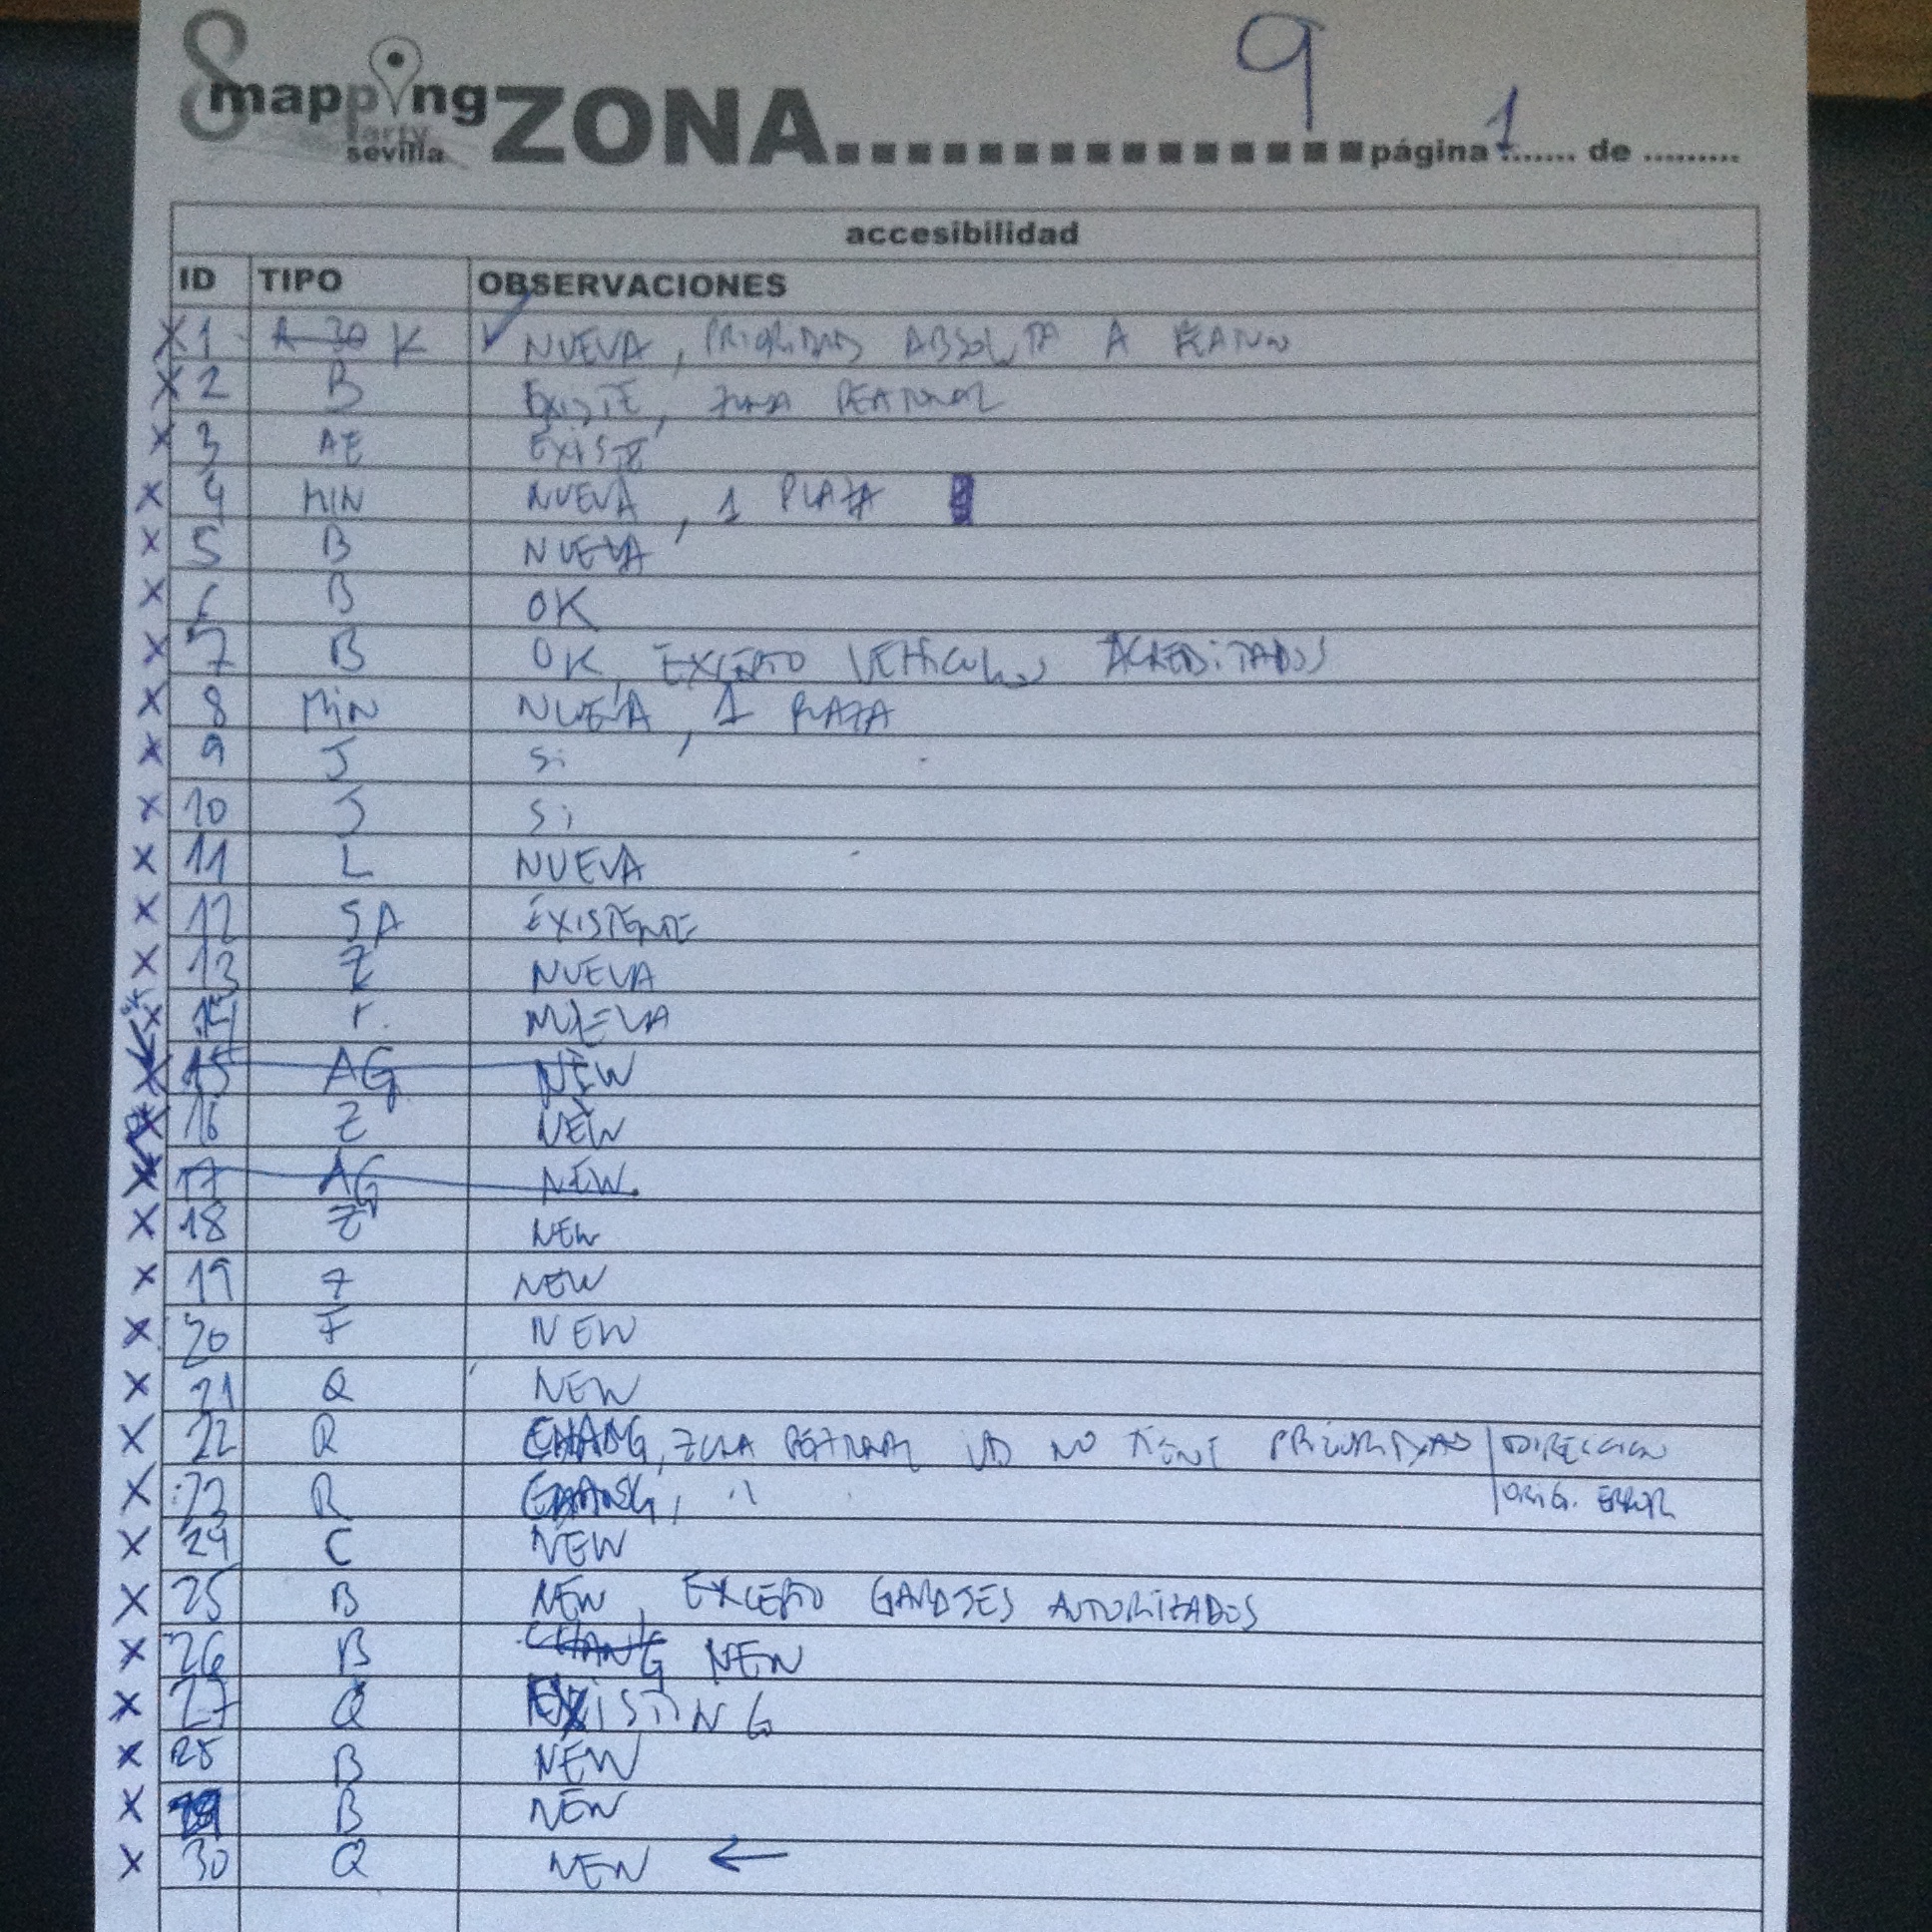 mapping party sevilla ZONA 9 página 1 de
accesibilidad
ID TIPO OBSERVACIONES
X 1 A 30 K NUEVA, PRIORIDAD ABSOLUTA A
X 2 B EXISTE, ZONA PEATONAL
X 3 AE EXISTE
X 4 MIN NUEVA, 1 PLAZA
X 5 B NUEVA
X 6 B OK
X 7 B OK, EXCEPTO VEHICULOS ACREDITADOS
X 8 MIN NUEVA, 1 PLAZA
X 9 J Si
X 10 J Si
X 11 L NUEVA
X 12 SA EXISTENTE
X 13 Z NUEVA
X 14 NUEVA
X 15 AG NEW
X 16 Z NEW
X 17 AG NEW
X 18 Z NEW
X 19 Z NEW
X 20 F NEW
X 21 Q NEW
X 22 R CHANG, ZONA PEATONAL YA NO TIENE PRIORIDAD DIRECCION
X 23 R CHANG, " ORIG. ERROR
X 24 C NEW
X 25 B NEW, EXCEPTO GARAJES AUTORIZADOS
X 26 B CHANG NEW
X 27 Q EXISTING
X 28 B NEW
X 29 B NEW
X 30 Q NEW ←